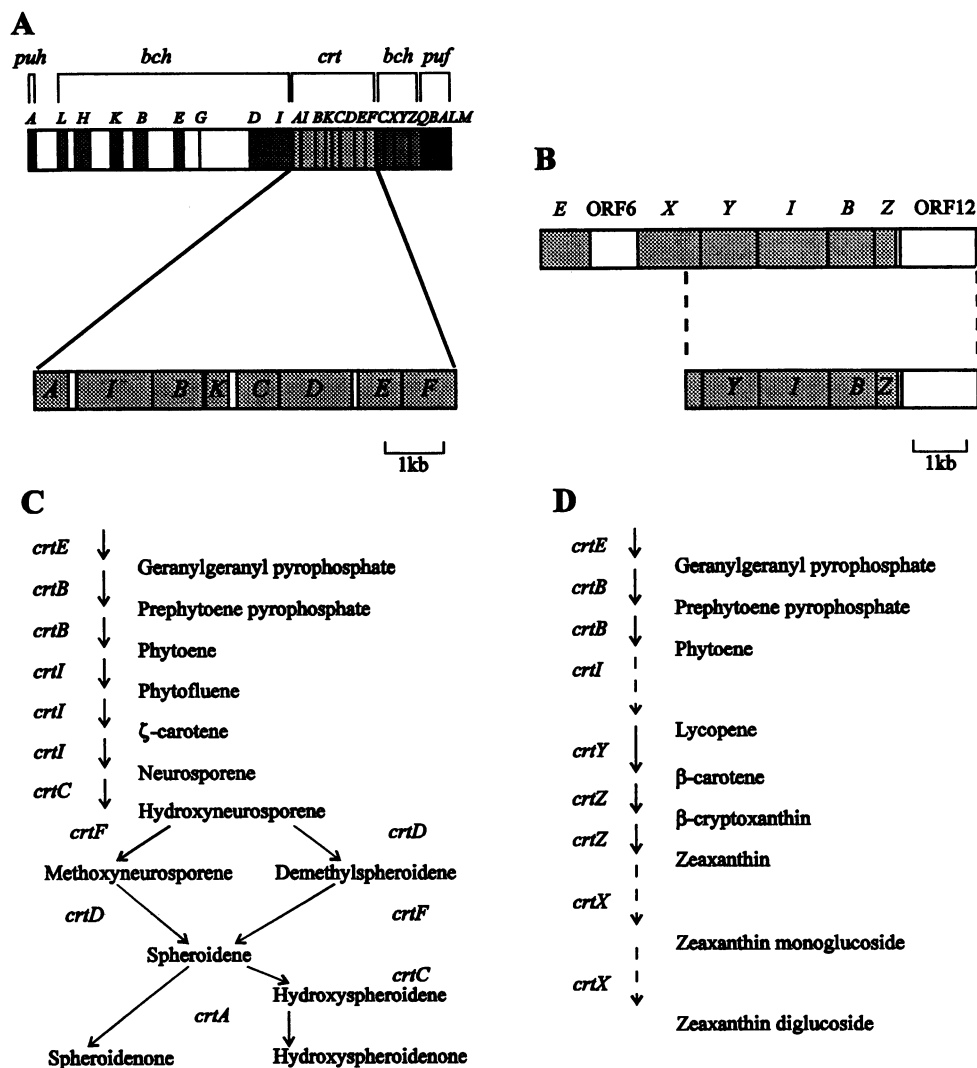 A
puh bch crt bch puf
A L H K B E G D I AI BKCDEFCXYZQBALM
A I B K C D E F
1kb
B
E ORF6 X Y I B Z ORF12
Y I B Z
1kb
C
crtE
Geranylgeranyl pyrophosphate
crtB
Prephytoene pyrophosphate
crtB
Phytoene
crtI
Phytofluene
crtI
ζ-carotene
crtI
Neurosporene
crtC
Hydroxyneurosporene
crtF crtD
Methoxyneurosporene Demethylspheroidene
crtD crtF
Spheroidene
crtC
Hydroxyspheroidene
crtA
Spheroidenone Hydroxyspheroidenone
D
crtE
Geranylgeranyl pyrophosphate
crtB
Prephytoene pyrophosphate
crtB
Phytoene
crtI
Lycopene
crtY
β-carotene
crtZ
β-cryptoxanthin
crtZ
Zeaxanthin
crtX
Zeaxanthin monoglucoside
crtX
Zeaxanthin diglucoside